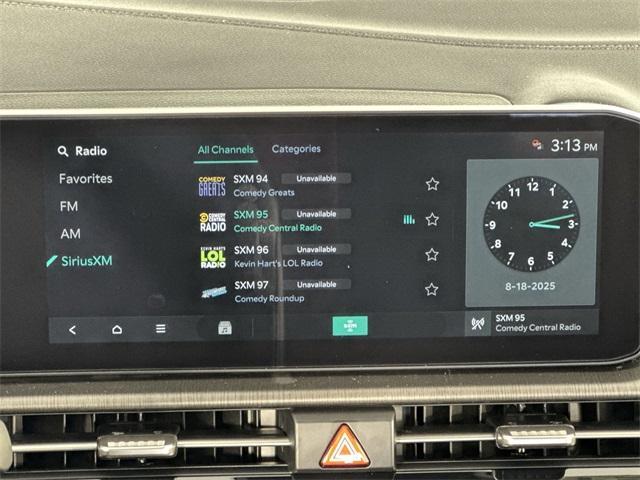 Radio
All Channels
Categories
3:13 PM
Favorites
FM
AM
SiriusXM
COMEDY GREATS
SXM 94
Unavailable
Comedy Greats
COMEDY CENTRAL RADIO
SXM 95
Unavailable
Comedy Central Radio
KEVIN HART'S
LOL
RADIO
SXM 96
Unavailable
Kevin Hart's LOL Radio
SXM 97
Unavailable
Comedy Roundup
12
1
2
3
4
5
6
7
8
9
10
11
8-18-2025
SXM 95
Comedy Central Radio